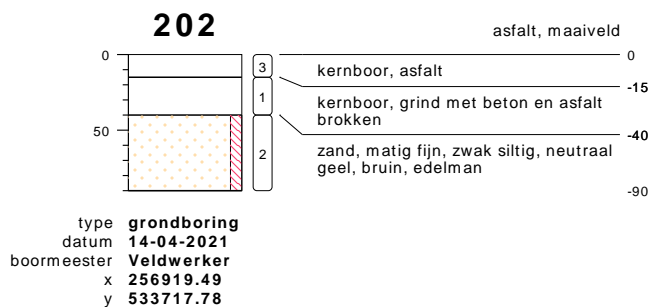 202
asfalt, maaiveld
0
0
3
kernboor, asfalt
-15
1
kernboor, grind met beton en asfalt
brokken
-40
50
2
zand, matig fijn, zwak siltig, neutraal
geel, bruin, edelman
-90
type grondboring
datum 14-04-2021
boormeester Veldwerker
x 256919.49
y 533717.78